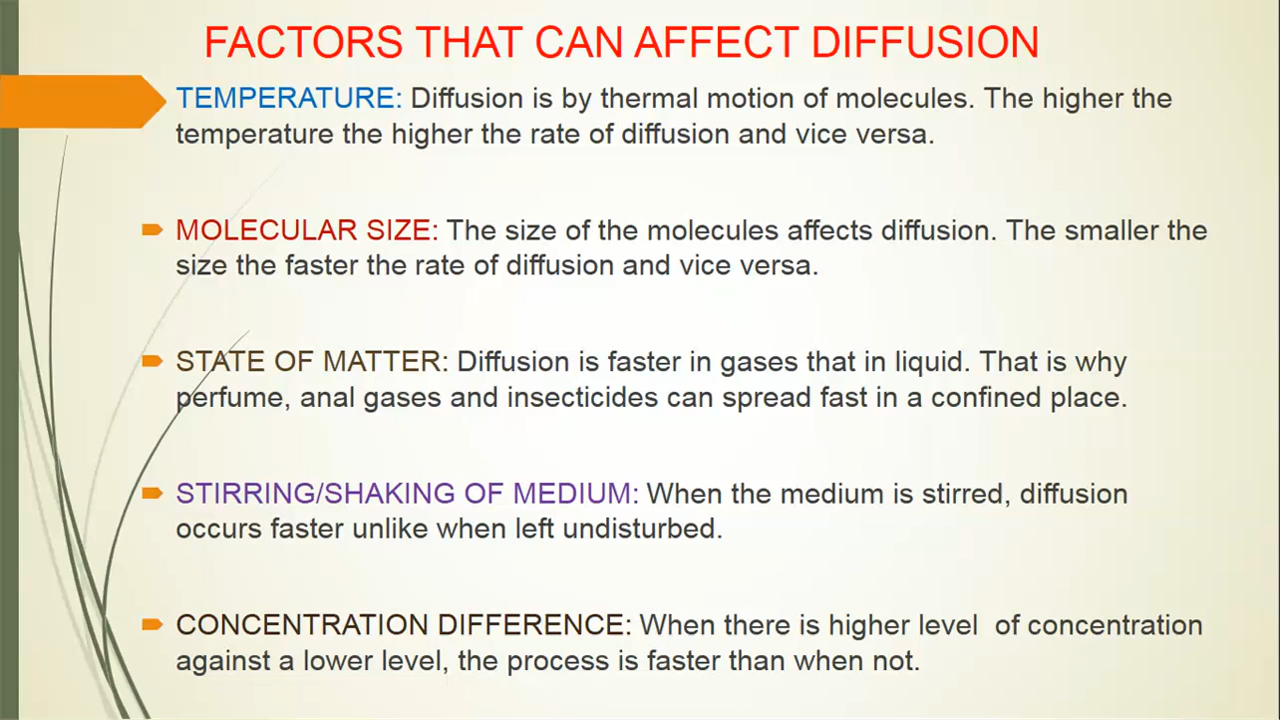 FACTORS THAT CAN AFFECT DIFFUSION
TEMPERATURE: Diffusion is by thermal motion of molecules. The higher the
temperature the higher the rate of diffusion and vice versa.
MOLECULAR SIZE: The size of the molecules affects diffusion. The smaller the
size the faster the rate of diffusion and vice versa.
STATE OF MATTER: Diffusion is faster in gases that in liquid. That is why
perfume, anal gases and insecticides can spread fast in a confined place.
STIRRING/SHAKING OF MEDIUM: When the medium is stirred, diffusion
occurs faster unlike when left undisturbed.
CONCENTRATION DIFFERENCE: When there is higher level  of concentration
against a lower level, the process is faster than when not.